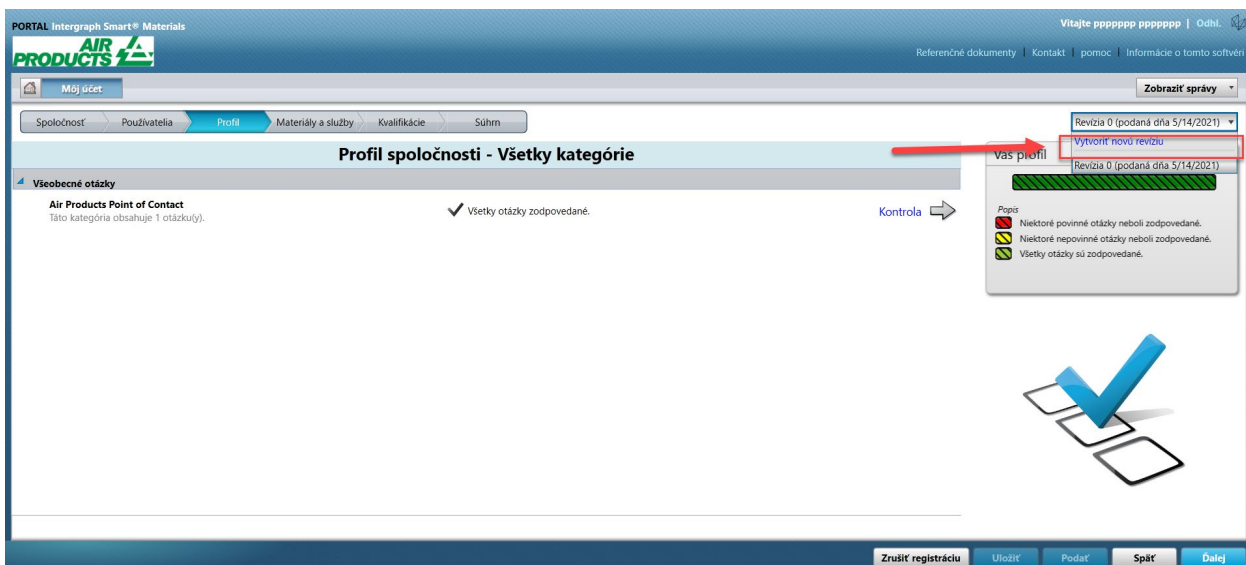 PORTAL Intergraph Smart® Materials
Vitajte ppppppp ppppppp | Odhl.
AIR PRODUCTS
Referenčné dokumenty | Kontakt | pomoc | Informácie o tomto softvéri
Môj účet
Zobraziť správy
Spoločnosť Používatelia Profil Materiály a služby Kvalifikácie Súhrn
Revízia 0 (podaná dňa 5/14/2021)
Vytvoriť novú revíziu
Revízia 0 (podaná dňa 5/14/2021)
Profil spoločnosti - Všetky kategórie
Váš profil
Všeobecné otázky
Air Products Point of Contact
Táto kategória obsahuje 1 otázku(y).
Všetky otázky zodpovedané.
Kontrola
Popis
Niektoré povinné otázky neboli zodpovedané.
Niektoré nepovinné otázky neboli zodpovedané.
Všetky otázky sú zodpovedané.
Zrušiť registráciu Uložiť Podať Späť Ďalej